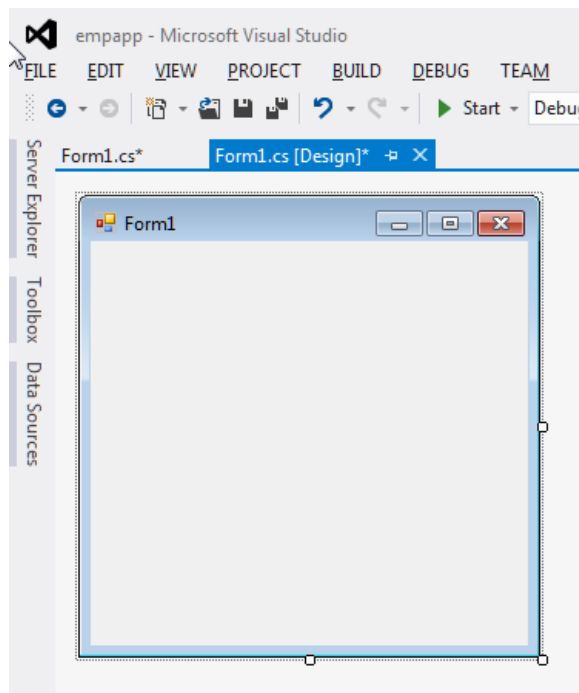 empapp - Microsoft Visual Studio
FILE EDIT VIEW PROJECT BUILD DEBUG TEAM
Start Debu
Form1.cs* Form1.cs [Design]*
Server Explorer
Toolbox
Data Sources
Form1